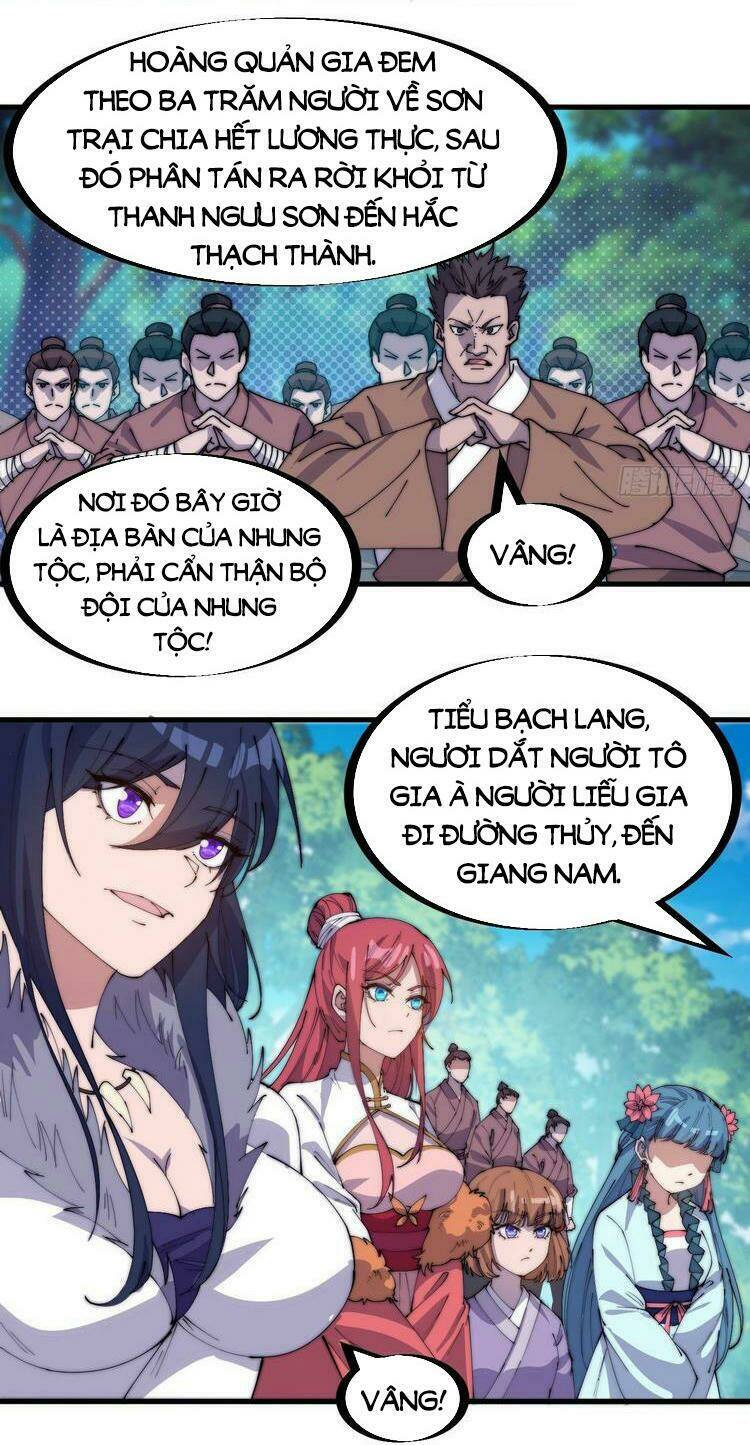 HOÀNG QUẢN GIA ĐEM
THEO BA TRĂM NGƯỜI VỀ SƠN
TRẠI CHIA HẾT LƯƠNG THỰC, SAU
ĐÓ PHÂN TÁN RA RỜI KHỎI TỪ
THANH NGƯU SƠN ĐẾN HẮC
THẠCH THÀNH.
NƠI ĐÓ BÂY GIỜ
LÀ ĐỊA BÀN CỦA NHUNG
TỘC, PHẢI CẨN THẬN BỘ
ĐỘI CỦA NHUNG
TỘC!
VÂNG!
TIỂU BẠCH LANG,
NGƯƠI DẮT NGƯỜI TÔ
GIA À NGƯỜI LIẾU GIA
ĐI ĐƯỜNG THỦY, ĐẾN
GIANG NAM.
VÂNG!